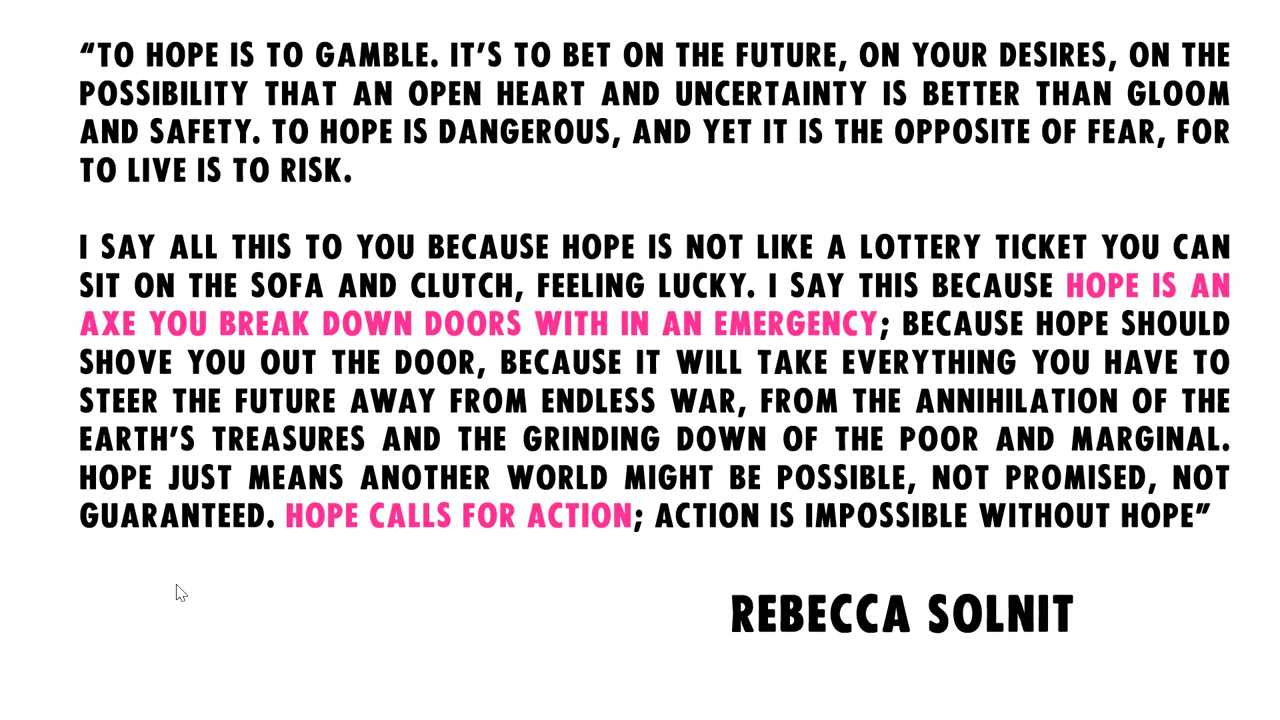 “TO HOPE IS TO GAMBLE. IT’S TO BET ON THE FUTURE, ON YOUR DESIRES, ON THE
POSSIBILITY THAT AN OPEN HEART AND UNCERTAINTY IS BETTER THAN GLOOM
AND SAFETY. TO HOPE IS DANGEROUS, AND YET IT IS THE OPPOSITE OF FEAR, FOR
TO LIVE IS TO RISK.
I SAY ALL THIS TO YOU BECAUSE HOPE IS NOT LIKE A LOTTERY TICKET YOU CAN
SIT ON THE SOFA AND CLUTCH, FEELING LUCKY. I SAY THIS BECAUSE HOPE IS AN
AXE YOU BREAK DOWN DOORS WITH IN AN EMERGENCY; BECAUSE HOPE SHOULD
SHOVE YOU OUT THE DOOR, BECAUSE IT WILL TAKE EVERYTHING YOU HAVE TO
STEER THE FUTURE AWAY FROM ENDLESS WAR, FROM THE ANNIHILATION OF THE
EARTH’S TREASURES AND THE GRINDING DOWN OF THE POOR AND MARGINAL.
HOPE JUST MEANS ANOTHER WORLD MIGHT BE POSSIBLE, NOT PROMISED, NOT
GUARANTEED. HOPE CALLS FOR ACTION; ACTION IS IMPOSSIBLE WITHOUT HOPE”
REBECCA SOLNIT